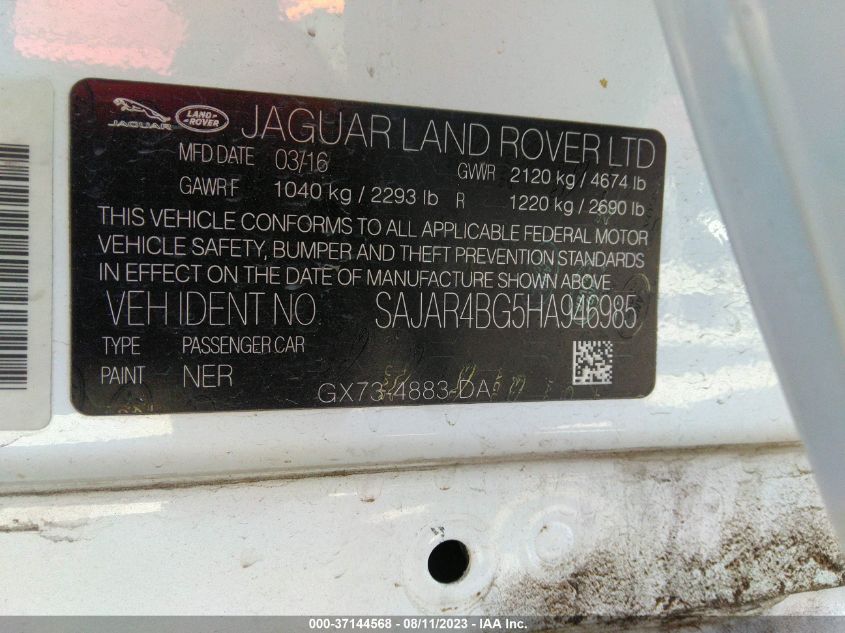 JAGUAR LAND ROVER JAGUAR LAND ROVER LTD
MFD DATE 03/16 GWWR 2120 kg / 4674 lb
GAWR F 1040 kg / 2293 lb R 1220 kg / 2690 lb
THIS VEHICLE CONFORMS TO ALL APPLICABLE FEDERAL MOTOR
VEHICLE SAFETY, BUMPER AND THEFT PREVENTION STANDARDS
IN EFFECT ON THE DATE OF MANUFACTURE SHOWN ABOVE.
VEH IDENT NO. SAJAR4BG5HA946985
TYPE PASSENGER CAR
PAINT NER
GX73-14883-DA
000-37144568 - 08/11/2023 - IAA Inc.